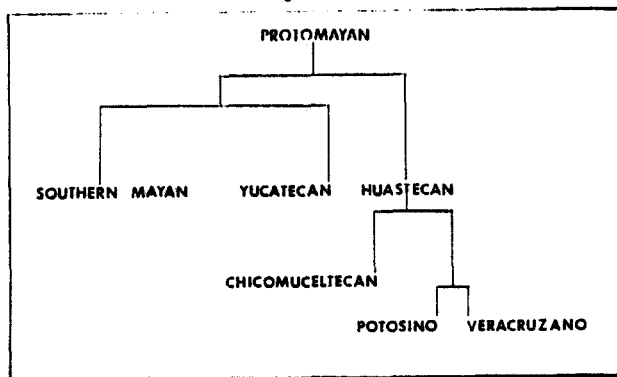 PROTOMAYAN
SOUTHERN MAYAN YUCATECAN HUASTECAN
CHICOMUCELTECAN
POTOSINO VERACRUZANO